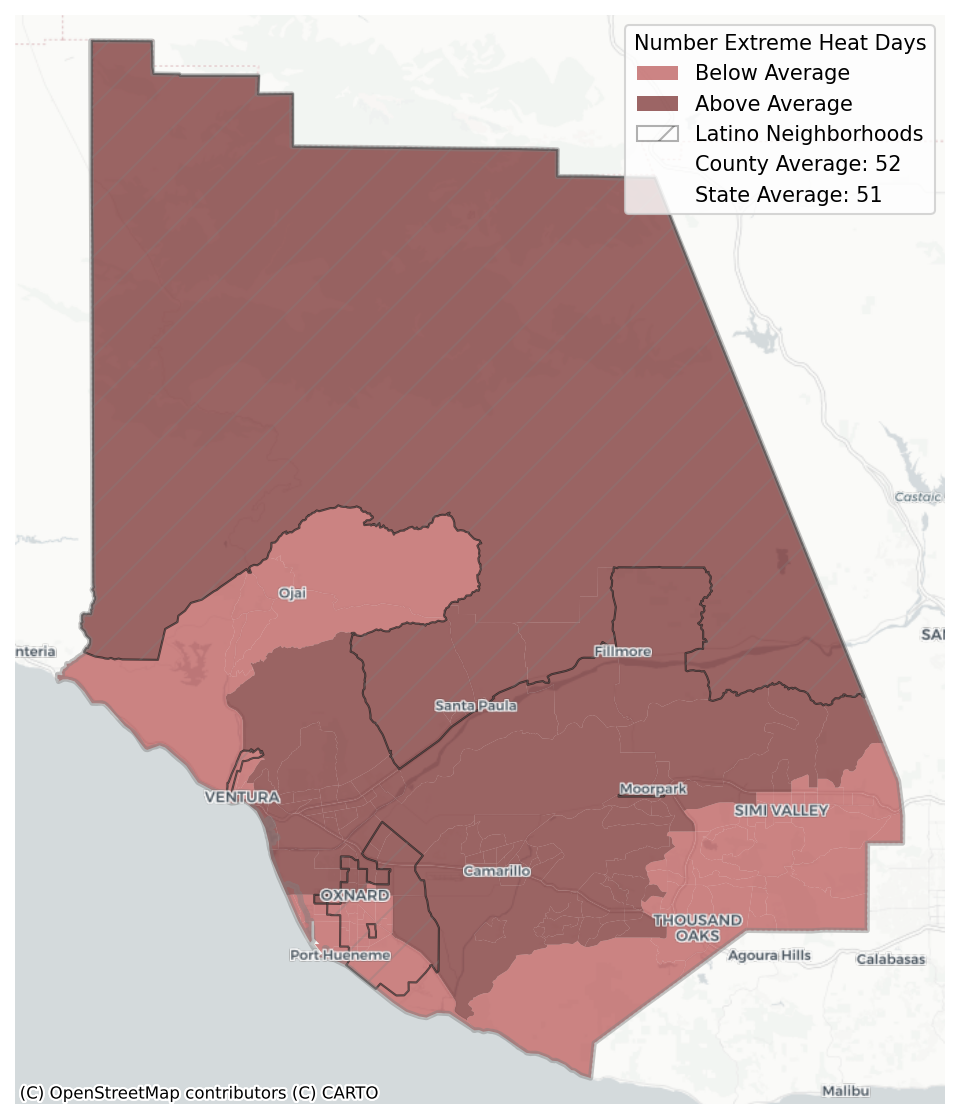 Number Extreme Heat Days
Below Average
Above Average
Latino Neighborhoods
County Average: 52
State Average: 51
Castaic
Ojai
SAN
nteria
Fillmore
Santa Paula
Moorpark
VENTURA
SIMI VALLEY
Camarillo
OXNARD
THOUSAND
OAKS
Port Hueneme
Agoura Hills
Calabasas
Malibu
(C) OpenStreetMap contributors (C) CARTO